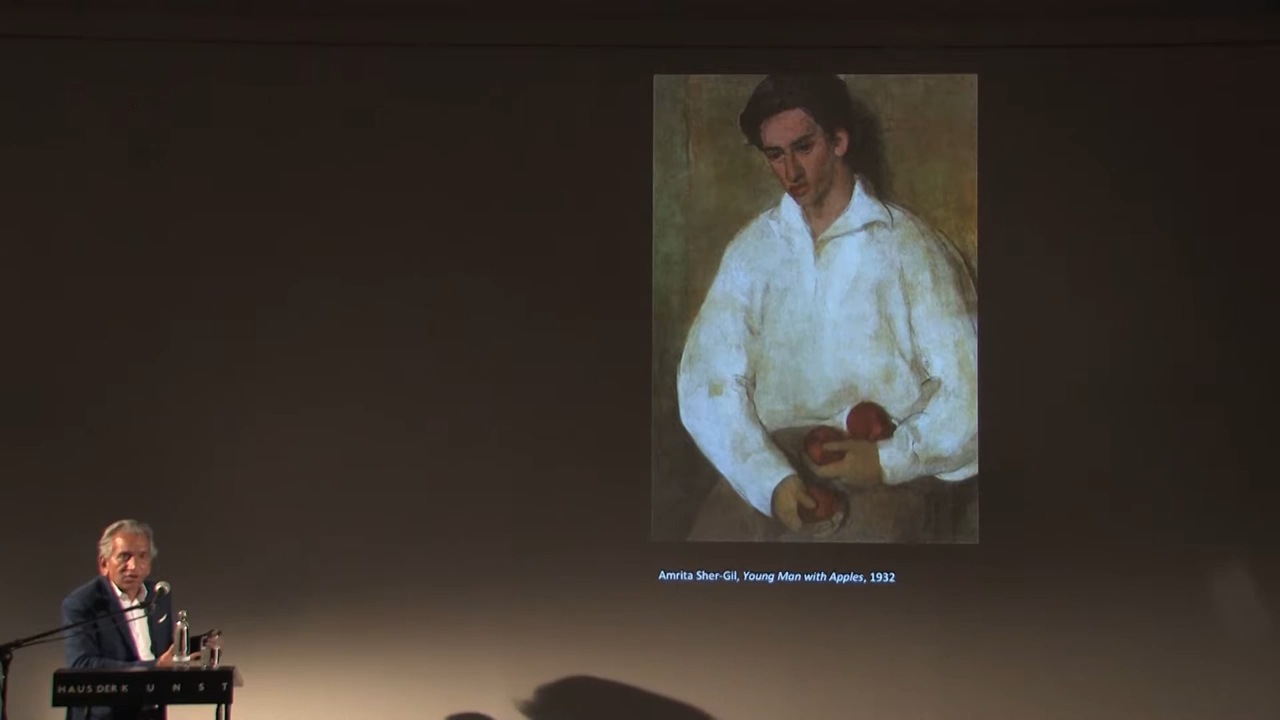 Amrita Sher-Gil, Young Man with Apples, 1932
HAUS DER K U N S T